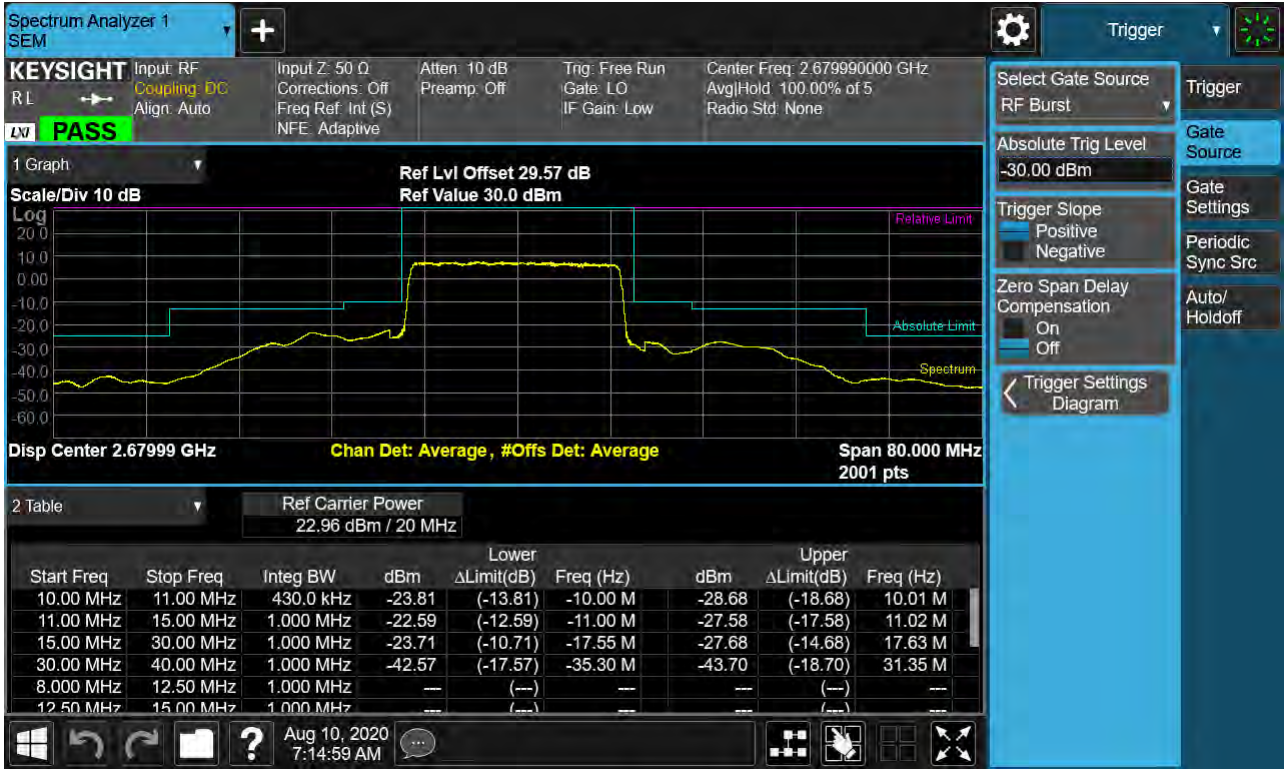 Spectrum Analyzer 1
SEM
Trigger
KEYSIGHT
R L
LXI
PASS
Input: RF
Coupling: DC
Align: Auto
Input Z: 50 Ω
Corrections: Off
Freq Ref: Int (S)
NFE: Adaptive
Atten: 10 dB
Preamp: Off
Trig: Free Run
Gate: LO
IF Gain: Low
Center Freq: 2.679990000 GHz
Avg|Hold: 100.00% of 5
Radio Std: None
1 Graph
Scale/Div 10 dB
Ref Lvl Offset 29.57 dB
Ref Value 30.0 dBm
Log
20.0
10.0
0.00
-10.0
-20.0
-30.0
-40.0
-50.0
-60.0
Relative Limit
Absolute Limit
Spectrum
Disp Center 2.67999 GHz
Chan Det: Average, #Offs Det: Average
Span 80.000 MHz
2001 pts
2 Table
Ref Carrier Power
22.96 dBm / 20 MHz
Lower Upper
Start Freq Stop Freq Integ BW dBm ΔLimit(dB) Freq (Hz) dBm ΔLimit(dB) Freq (Hz)
10.00 MHz 11.00 MHz 430.0 kHz -23.81 (-13.81) -10.00 M -28.68 (-18.68) 10.01 M
11.00 MHz 15.00 MHz 1.000 MHz -22.59 (-12.59) -11.00 M -27.58 (-17.58) 11.02 M
15.00 MHz 30.00 MHz 1.000 MHz -23.71 (-10.71) -17.55 M -27.68 (-14.68) 17.63 M
30.00 MHz 40.00 MHz 1.000 MHz -42.57 (-17.57) -35.30 M -43.70 (-18.70) 31.35 M
8.000 MHz 12.50 MHz 1.000 MHz --- (---) --- --- (---) ---
12.50 MHz 15.00 MHz 1.000 MHz --- (---) --- --- (---) ---
Aug 10, 2020
7:14:59 AM
Select Gate Source
RF Burst
Absolute Trig Level
-30.00 dBm
Trigger Slope
Positive
Negative
Zero Span Delay
Compensation
On
Off
Trigger Settings
Diagram
Trigger
Gate
Source
Gate
Settings
Periodic
Sync Src
Auto/
Holdoff